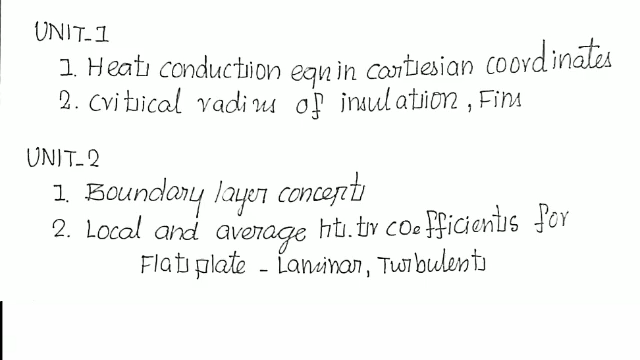 UNIT-1
1. Heat conduction eqn in cartesian coordinates
2. critical radius of insulation, Fins
UNIT-2
1. Boundary layer concept
2. Local and average ht.tr coefficients for
Flat plate - Laminar, Turbulent